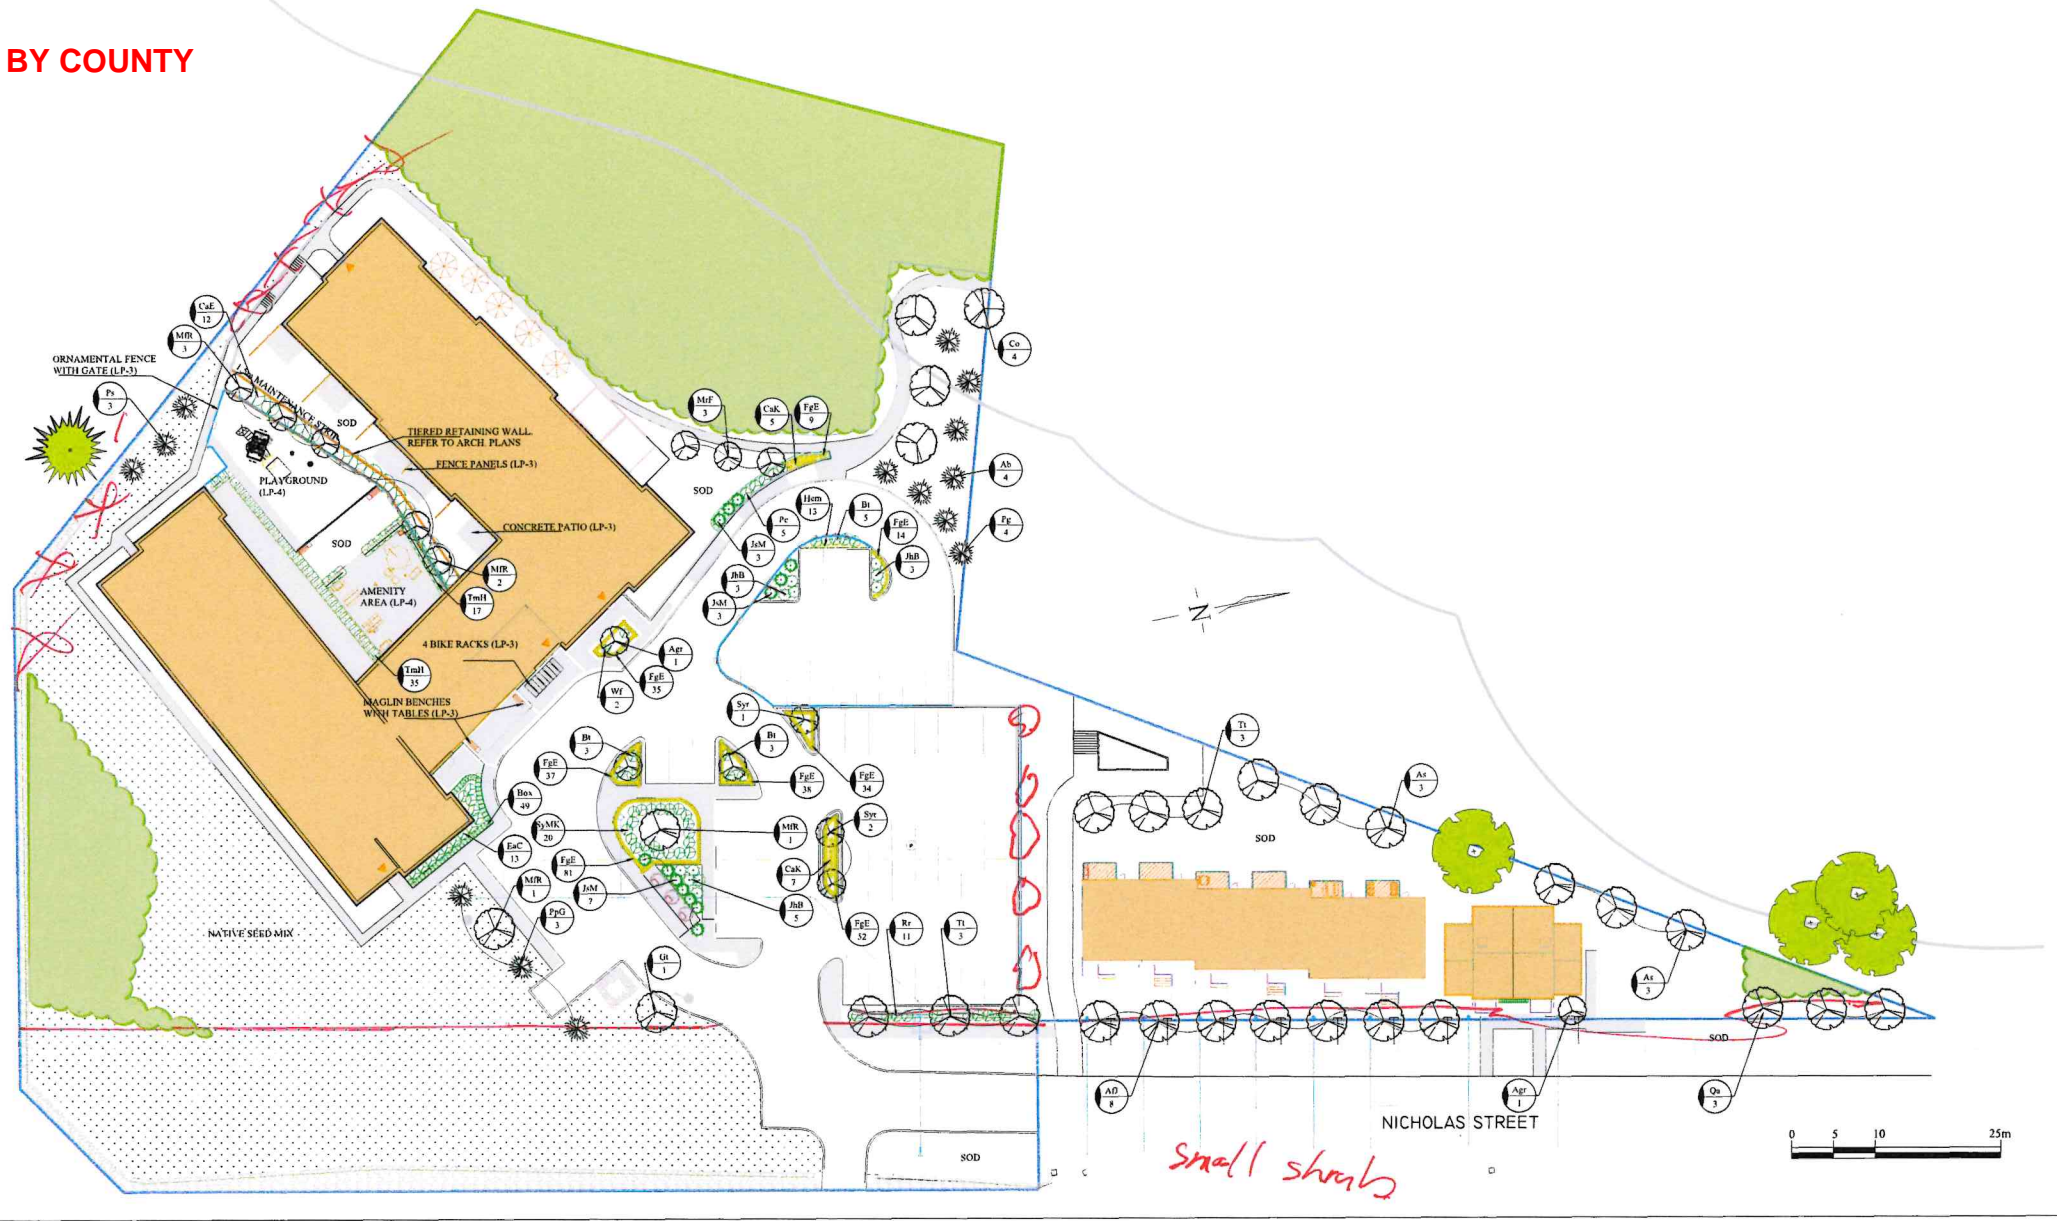 BY COUNTY
CaE
12
MfR
3
ORNAMENTAL FENCE
WITH GATE (LP-3)
Ps
3
MAINTENANCE STRIP
SOD
TIERED RETAINING WALL.
REFER TO ARCH. PLANS
FENCE PANELS (LP-3)
PLAYGROUND
(LP-4)
CONCRETE PATIO (LP-3)
SOD
AMENITY
AREA (LP-4)
MfR
2
TmH
17
4 BIKE RACKS (LP-3)
TmH
35
MAGLIN BENCHES
WITH TABLES (LP-3)
MrF
3
CaK
5
FgE
9
SOD
Hem
13
Bt
5
FgE
14
JhB
3
Pc
5
JsM
3
JhB
3
JsM
3
Co
4
Ab
4
Pg
4
N
Agr
1
FgE
35
Wf
2
Syr
1
Bt
3
Bt
3
FgE
37
FgE
38
FgE
34
Box
49
SyMK
20
EaC
13
FgE
81
MfR
1
JsM
7
PpG
3
MfR
1
Syr
2
CaK
7
JhB
5
FgE
52
Rr
11
Tt
3
Gt
1
NATIVE SEED MIX
Tt
3
As
3
SOD
As
3
SOD
Afl
8
Agr
1
Qa
3
NICHOLAS STREET
0 5 10 25m
SOD
Small shrubs